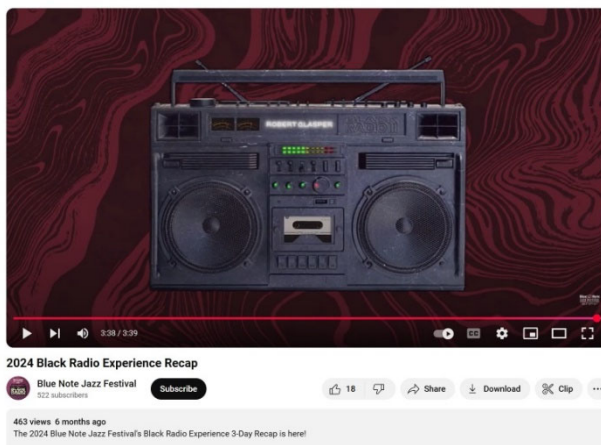 ROBERT GLASPER
3:38 / 3:39
CC
2024 Black Radio Experience Recap
Blue Note Jazz Festival
522 subscribers
Subscribe
18
Share
Download
Clip
463 views 6 months ago
The 2024 Blue Note Jazz Festival's Black Radio Experience 3-Day Recap is here!